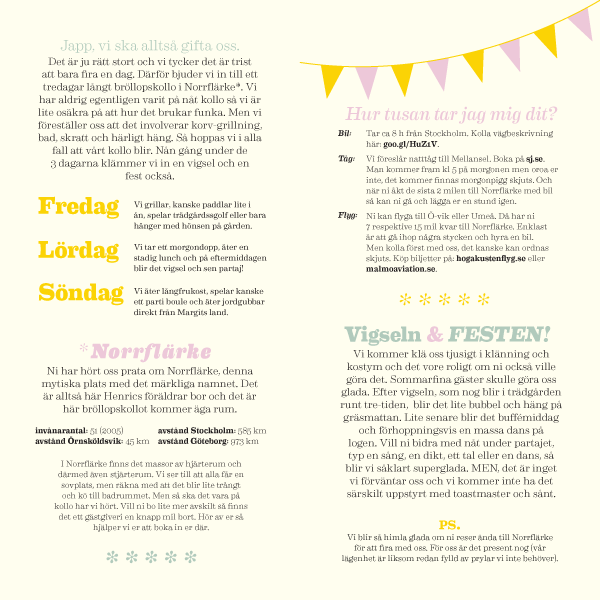 Japp, vi ska alltså gifta oss.
Det är ju rätt stort och vi tycker det är trist
att bara fira en dag. Därför bjuder vi in till ett
tredagar långt bröllopskollo i Norrflärke*. Vi
har aldrig egentligen varit på nåt kollo så vi är
lite osäkra på att hur det brukar funka. Men vi
föreställer oss att det involverar korv-grillning,
bad, skratt och härligt häng. Så hoppas vi i alla
fall att vårt kollo blir. Nån gång under de
3 dagarna klämmer vi in en vigsel och en
fest också.
Fredag
Vi grillar, kanske paddlar lite i
ån, spelar trädgårdssgolf eller bara
hänger med hönsen på gården.
Lördag
Vi tar ett morgondopp, äter en
stadig lunch och på eftermiddagen
blir det vigsel och sen partaj!
Söndag
Vi äter långfrukost, spelar kanske
ett parti boule och äter jordgubbar
direkt från Margits land.
*Norrflärke
Ni har hört oss prata om Norrflärke, denna
mytiska plats med det märkliga namnet. Det
är alltså här Henrics föräldrar bor och det är
här bröllopskollot kommer äga rum.
invånarantal: 51 (2005)
avstånd Örnsköldsvik: 45 km
avstånd Stockholm: 585 km
avstånd Göteborg: 973 km
I Norrflärke finns det massor av hjärterum och
därmed även stjärterum. Vi ser till att alla får en
sovplats, men räkna med att det blir lite trångt
och kö till badrummet. Men så ska det vara på
kollo har vi hört. Vill ni bo lite mer avskilt så finns
det ett gästgiveri en knapp mil bort. Hör av er så
hjälper vi er att boka in er där.
Hur tusan tar jag mig dit?
Bil:
Tar ca 8 h från Stockholm. Kolla vägbeskrivning
här: goo.gl/HuZ1V.
Tåg:
Vi föreslår nattåg till Mellansel. Boka på sj.se.
Man kommer fram kl 5 på morgonen men oroa er
inte, det kommer finnas morgonpigg skjuts. Och
när ni åkt de sista 2 milen till Norrflärke med bil
så kan ni gå och lägga er en stund igen.
Flyg:
Ni kan flyga till Ö-vik eller Umeå. Då har ni
7 respektive 15 mil kvar till Norrflärke. Enklast
är att gå ihop några stycken och hyra en bil.
Men kolla först med oss, det kanske kan ordnas
skjuts. Köp biljetter på: hogakustenflyg.se eller
malmoaviation.se.
Vigseln & FESTEN!
Vi kommer klä oss tjusigt i klänning och
kostym och det vore roligt om ni också ville
göra det. Sommarfina gäster skulle göra oss
glada. Efter vigseln, som nog blir i trädgården
runt tre-tiden, blir det lite bubbel och häng på
gräsmattan. Lite senare blir det buffémiddag
och förhoppningsvis en massa dans på
logen. Vill ni bidra med nåt under partajet,
typ en sång, en dikt, ett tal eller en dans, så
blir vi såklart superglada. MEN, det är inget
vi förväntar oss och vi kommer inte ha det
särskilt uppstyrt med toastmaster och sånt.
PS.
Vi blir så himla glada om ni reser ända till Norrflärke
för att fira med oss. För oss är det present nog (vår
lägenhet är liksom redan fylld av prylar vi inte behöver).